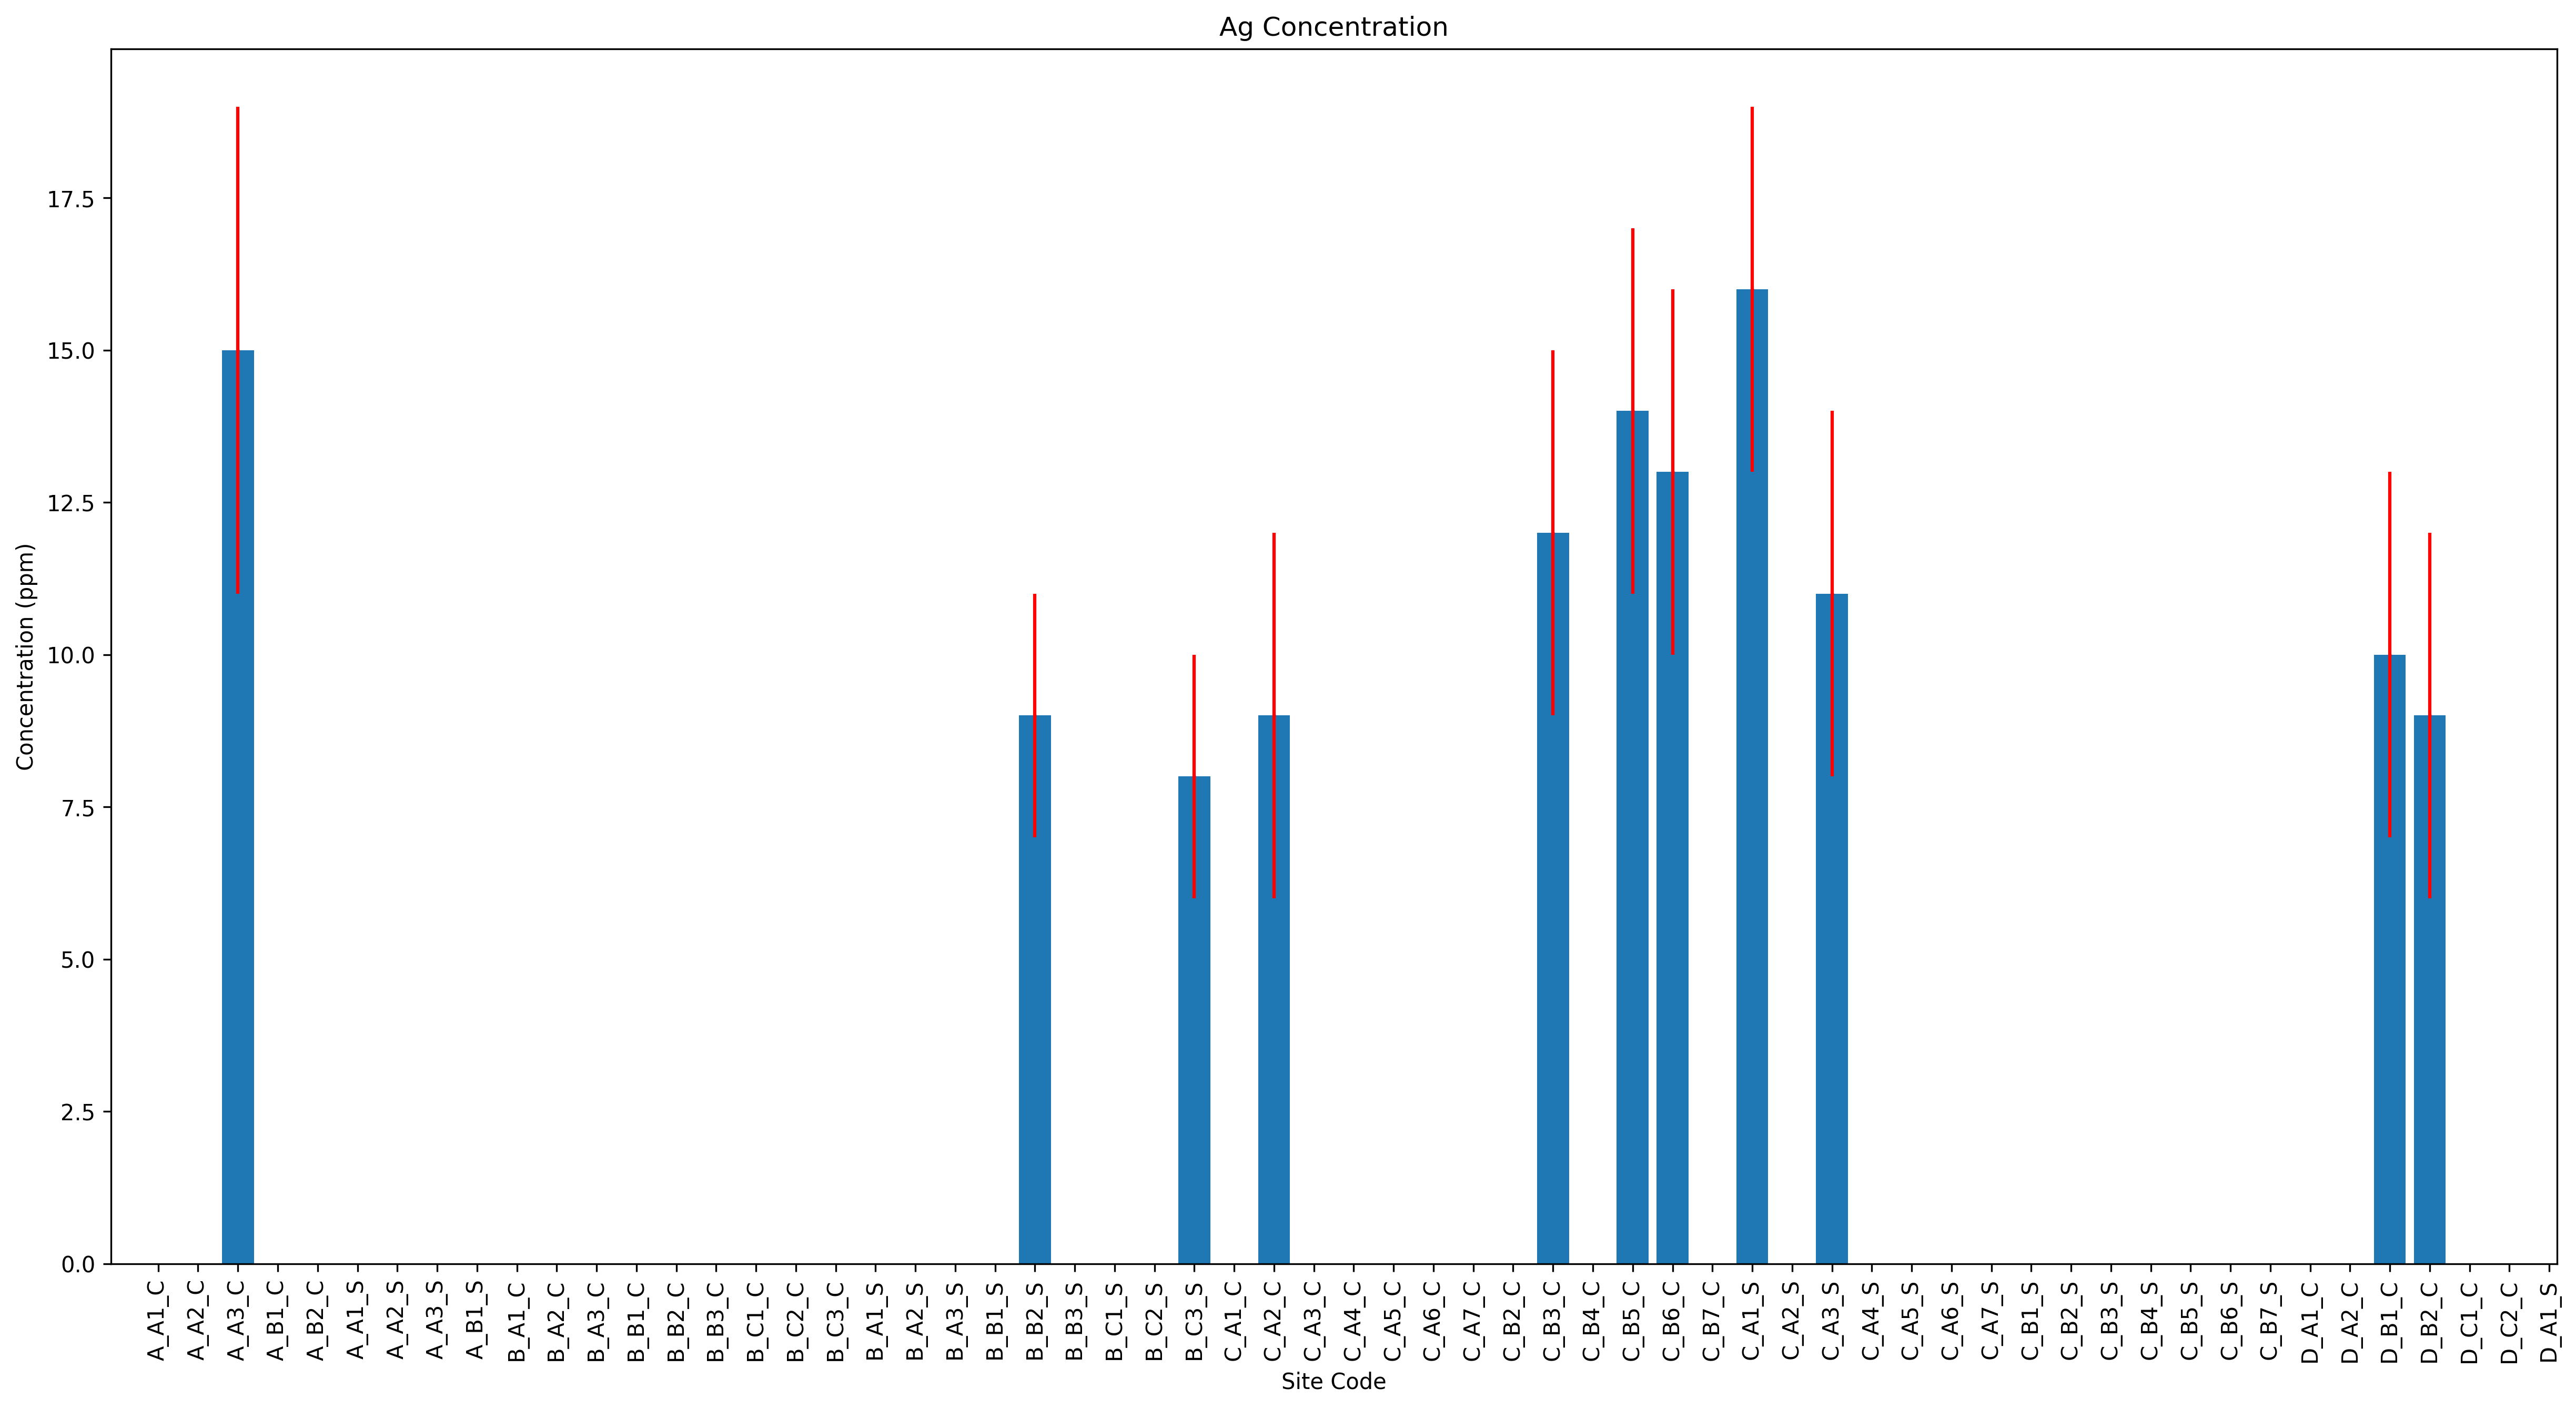 Ag Concentration
Concentration (ppm)
17.5
15.0
12.5
10.0
7.5
5.0
2.5
0.0
A_A1_C
A_A2_C
A_A3_C
A_B1_C
A_B2_C
A_A1_S
A_A2_S
A_A3_S
A_B1_S
B_A1_C
B_A2_C
B_A3_C
B_B1_C
B_B2_C
B_B3_C
B_C1_C
B_C2_C
B_C3_C
B_A1_S
B_A2_S
B_A3_S
B_B1_S
B_B2_S
B_B3_S
B_C1_S
B_C2_S
B_C3_S
C_A1_C
C_A2_C
C_A3_C
C_A4_C
C_A5_C
C_A6_C
C_A7_C
C_B2_C
C_B3_C
C_B4_C
C_B5_C
C_B6_C
C_B7_C
C_A1_S
C_A2_S
C_A3_S
C_A4_S
C_A5_S
C_A6_S
C_A7_S
C_B1_S
C_B2_S
C_B3_S
C_B4_S
C_B5_S
C_B6_S
C_B7_S
D_A1_C
D_A2_C
D_B1_C
D_B2_C
D_C1_C
D_C2_C
D_A1_S
Site Code